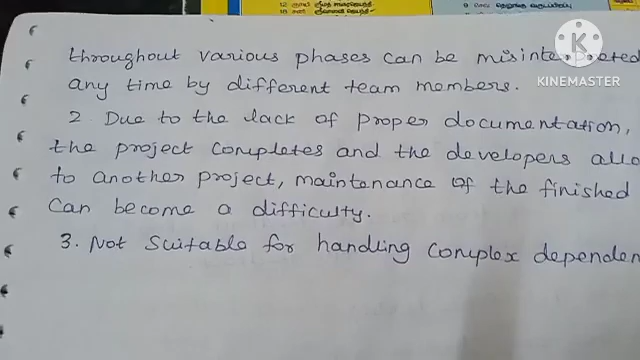 throughout various phases can be
any time by different team members.
2. Due to the lack of proper documentation,
the project completes and the developers allo
to another project, maintenance of the finished
can become a difficulty.
3. Not suitable for handling complex dependen
KINEMASTER